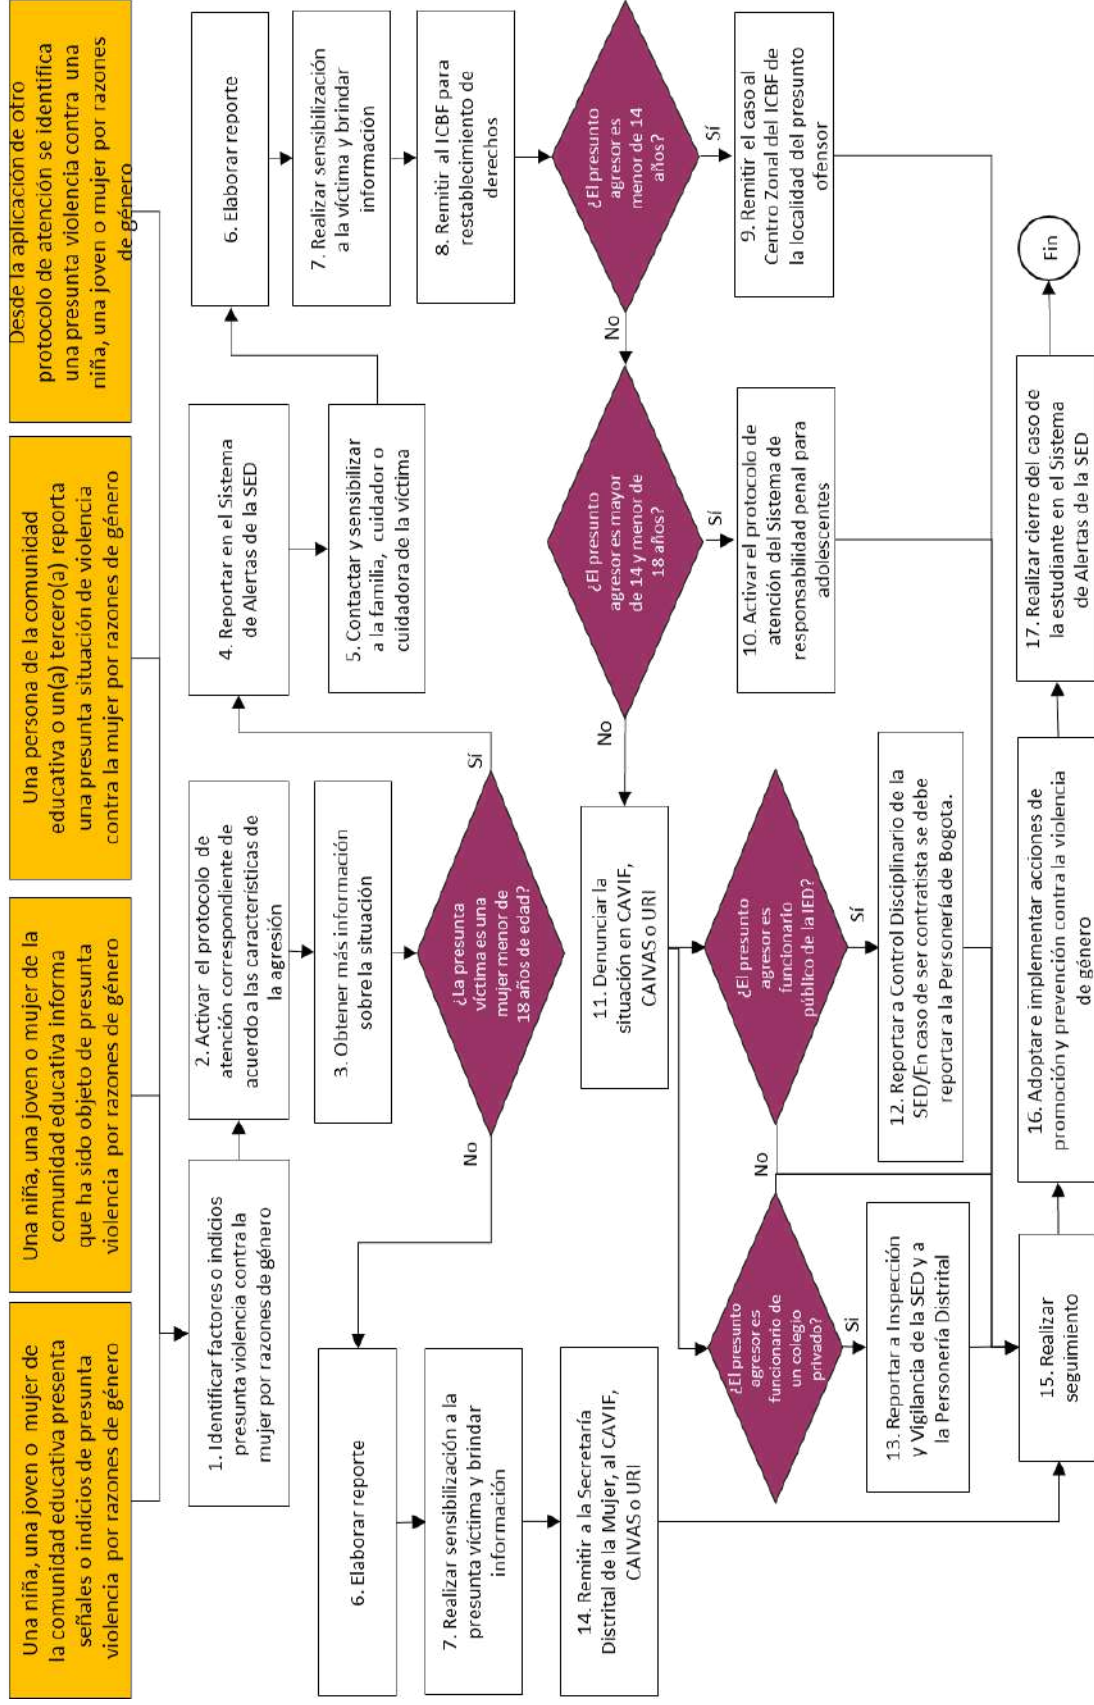 Una niña, una joven o mujer de
la comunidad educativa presenta
señales o indicios de presunta
violencia por razones de género
Una niña, una joven o mujer de la
comunidad educativa informa
que ha sido objeto de presunta
violencia por razones de género
Una persona de la comunidad
educativa o un(a) tercero(a) reporta
una presunta situación de violencia
contra la mujer por razones de género
Desde la aplicación de otro
protocolo de atención se identifica
una presunta violencia contra una
niña, una joven o mujer por razones
de género
1. Identificar factores o indicios
presunta violencia contra la
mujer por razones de género
2. Activar el protocolo de
atención correspondiente de
acuerdo a las características de
la agresión
3. Obtener más información
sobre la situación
¿La presunta
víctima es una
mujer menor de
18 años de edad?
Sí
No
4. Reportar en el Sistema
de Alertas de la SED
5. Contactar y sensibilizar
a la familia, cuidador o
cuidadora de la víctima
6. Elaborar reporte
7. Realizar sensibilización
a la víctima y brindar
información
8. Remitir al ICBF para
restablecimiento de
derechos
¿El presunto
agresor es
menor de 14
años?
Sí
No
9. Remitir el caso al
Centro Zonal del ICBF de
la localidad del presunto
ofensor
¿El presunto
agresor es mayor
de 14 y menor de
18 años?
Sí
No
10. Activar el protocolo de
atención del Sistema de
responsabilidad penal para
adolescentes
11. Denunciar la
situación en CAVIF,
CAIVAS o URI
¿El presunto
agresor es
funcionario
público de la IED?
Sí
No
12. Reportar a Control Disciplinario de la
SED/En caso de ser contratista se debe
reportar a la Personería de Bogota.
¿El presunto
agresor es
funcionario de
un colegio
privado?
Si
13. Reportar a Inspección
y Vigilancia de la SED y a
la Personería Distrital
6. Elaborar reporte
7. Realizar sensibilización a la
presunta víctima y brindar
información
14. Remitir a la Secretaría
Distrital de la Mujer, al CAVIF,
CAIVAS o URI
15. Realizar
seguimiento
16. Adoptar e implementar acciones de
promoción y prevención contra la violencia
de género
17. Realizar cierre del caso de
la estudiante en el Sistema
de Alertas de la SED
Fin